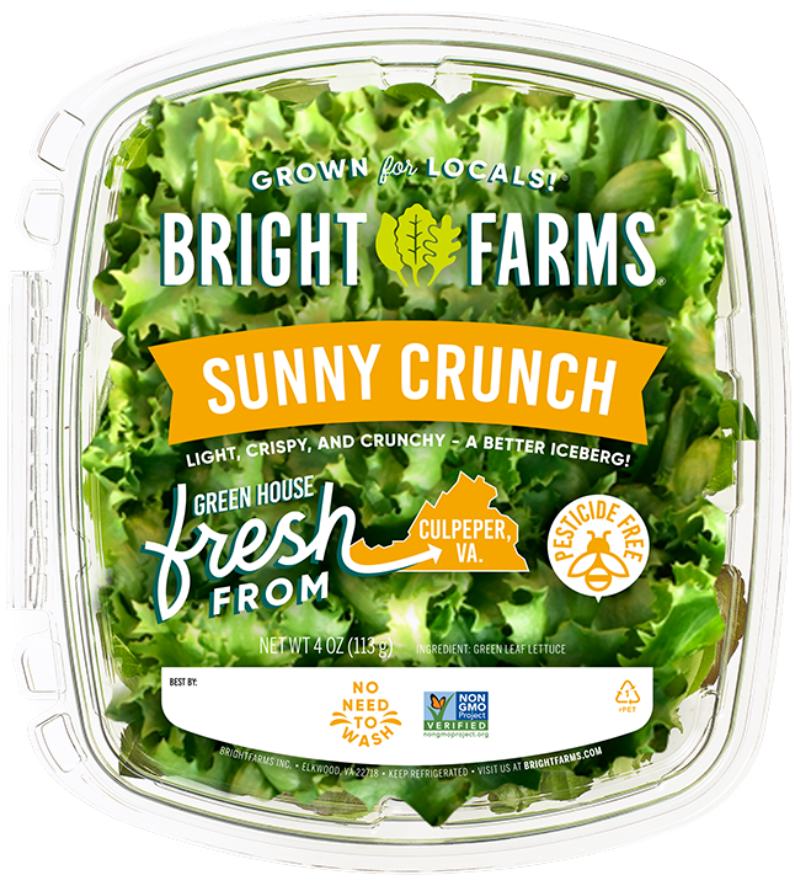 GROWN for LOCALS!
BRIGHT FARMS®
SUNNY CRUNCH
LIGHT, CRISPY, AND CRUNCHY - A BETTER ICEBERG!
GREEN HOUSE
fresh
FROM
CULPEPER,
VA.
PESTICIDE FREE
NET WT 4 OZ (113 g)
INGREDIENT: GREEN LEAF LETTUCE
BEST BY:
NO
NEED
TO
WASH
NON
GMO
Project
VERIFIED
nongmoproject.org
1
rPET
BRIGHTFARMS INC. • ELKWOOD, VA 22718 • KEEP REFRIGERATED • VISIT US AT BRIGHTFARMS.COM